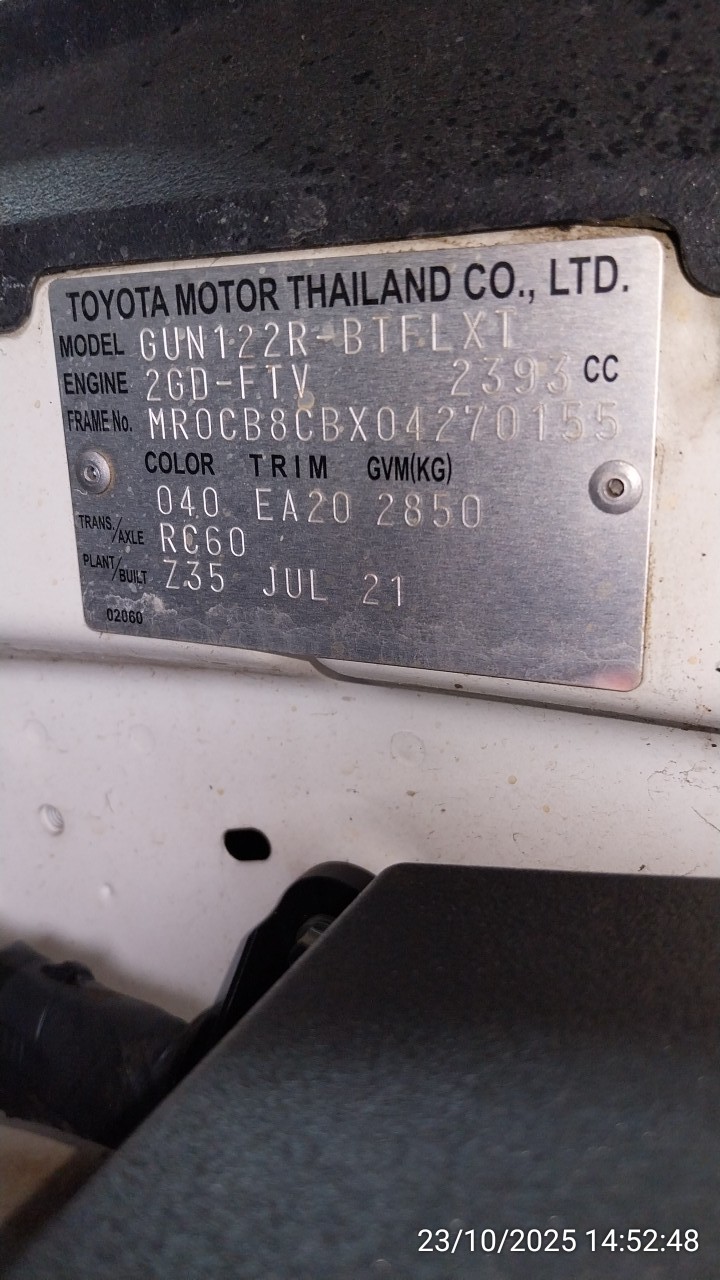 TOYOTA MOTOR THAILAND CO., LTD.
MODEL GUN122R-BTFLXT
ENGINE 2GD-FTV 2393 CC
FRAME No. MR0CB8CBX04270155
COLOR TRIM GVM(KG)
040 EA20 2850
TRANS./AXLE RC60
PLANT/BUILT Z35 JUL 21
02060
23/10/2025 14:52:48